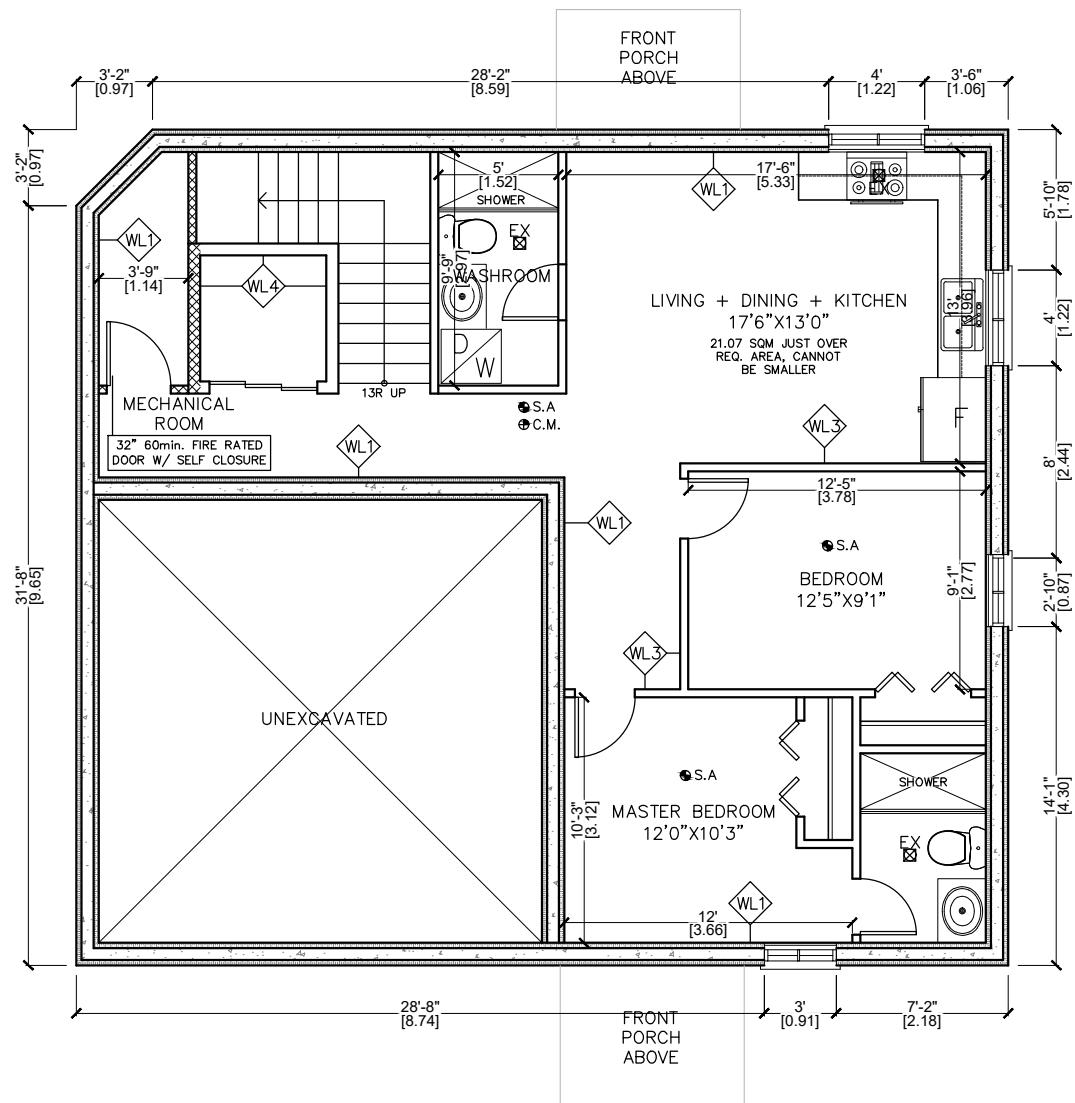 FRONT
PORCH
ABOVE
3'-2"
[0.97]
28'-2"
[8.59]
4'
[1.22]
3'-6"
[1.06]
3'-2"
[0.97]
5'
[1.52]
SHOWER
WL1
17'-6"
[5.33]
EX
5'-10"
[1.78]
WL1
3'-9"
[1.14]
WL4
EX
WASHROOM
9'-9"
[2.97]
LIVING + DINING + KITCHEN
17'6"X13'0"
21.07 SQM JUST OVER
REQ. AREA, CANNOT
BE SMALLER
4'
[1.22]
W
13R UP
MECHANICAL
ROOM
32" 60min. FIRE RATED
DOOR W/ SELF CLOSURE
S.A
C.M.
F
WL1
WL3
8'
[2.44]
12'-5"
[3.78]
WL1
S.A
BEDROOM
12'5"X9'1"
9'-1"
[2.77]
2'-10"
[0.87]
31'-8"
[9.65]
WL3
UNEXCAVATED
S.A
MASTER BEDROOM
12'0"X10'3"
10'-3"
[3.12]
SHOWER
EX
14'-1"
[4.30]
WL1
12'
[3.66]
28'-8"
[8.74]
3'
[0.91]
7'-2"
[2.18]
FRONT
PORCH
ABOVE